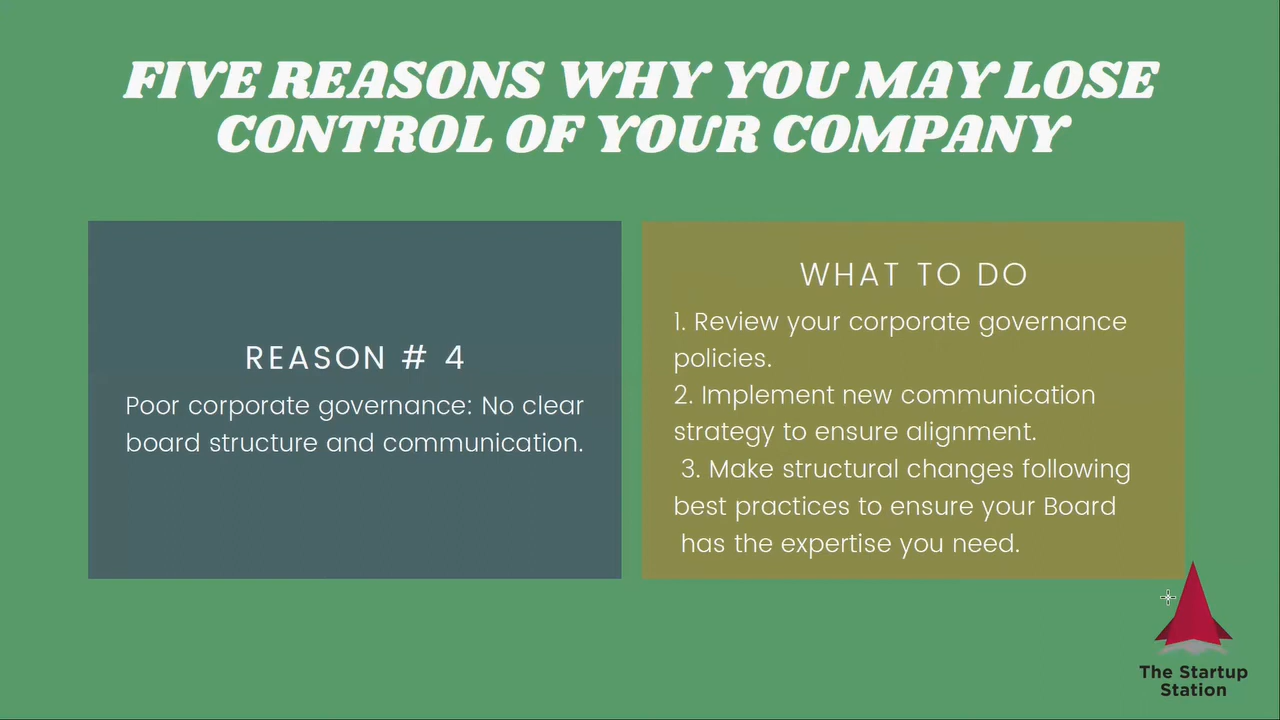 FIVE REASONS WHY YOU MAY LOSE
CONTROL OF YOUR COMPANY
REASON # 4
Poor corporate governance: No clear
board structure and communication.
WHAT TO DO
1. Review your corporate governance
policies.
2. Implement new communication
strategy to ensure alignment.
3. Make structural changes following
best practices to ensure your Board
has the expertise you need.
The Startup
Station